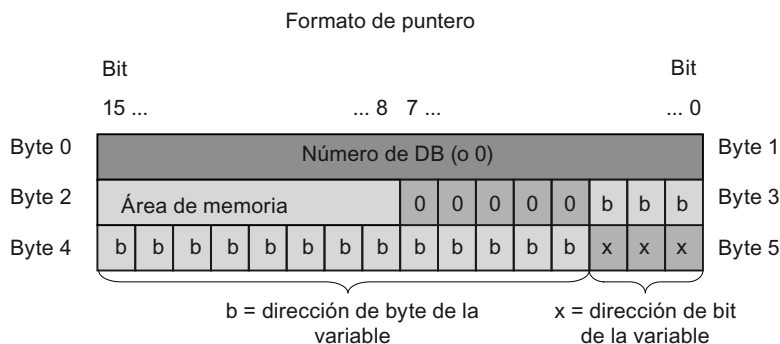 Formato de puntero
Bit Bit
15 ... ... 8 7 ... ... 0
Byte 0 Número de DB (o 0) Byte 1
Byte 2 Área de memoria 0 0 0 0 0 b b b Byte 3
Byte 4 b b b b b b b b b b b b b x x x Byte 5
b = dirección de byte de la variable
x = dirección de bit de la variable